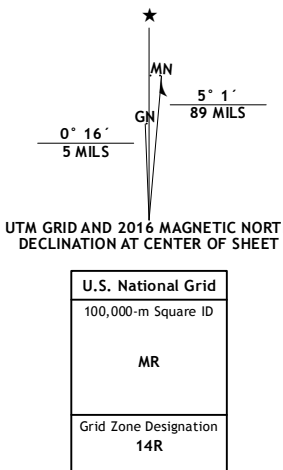 ★
MN
GN
5° 1´
89 MILS
0° 16´
5 MILS
UTM GRID AND 2016 MAGNETIC NORT
DECLINATION AT CENTER OF SHEET
U.S. National Grid
100,000-m Square ID
MR
Grid Zone Designation
14R